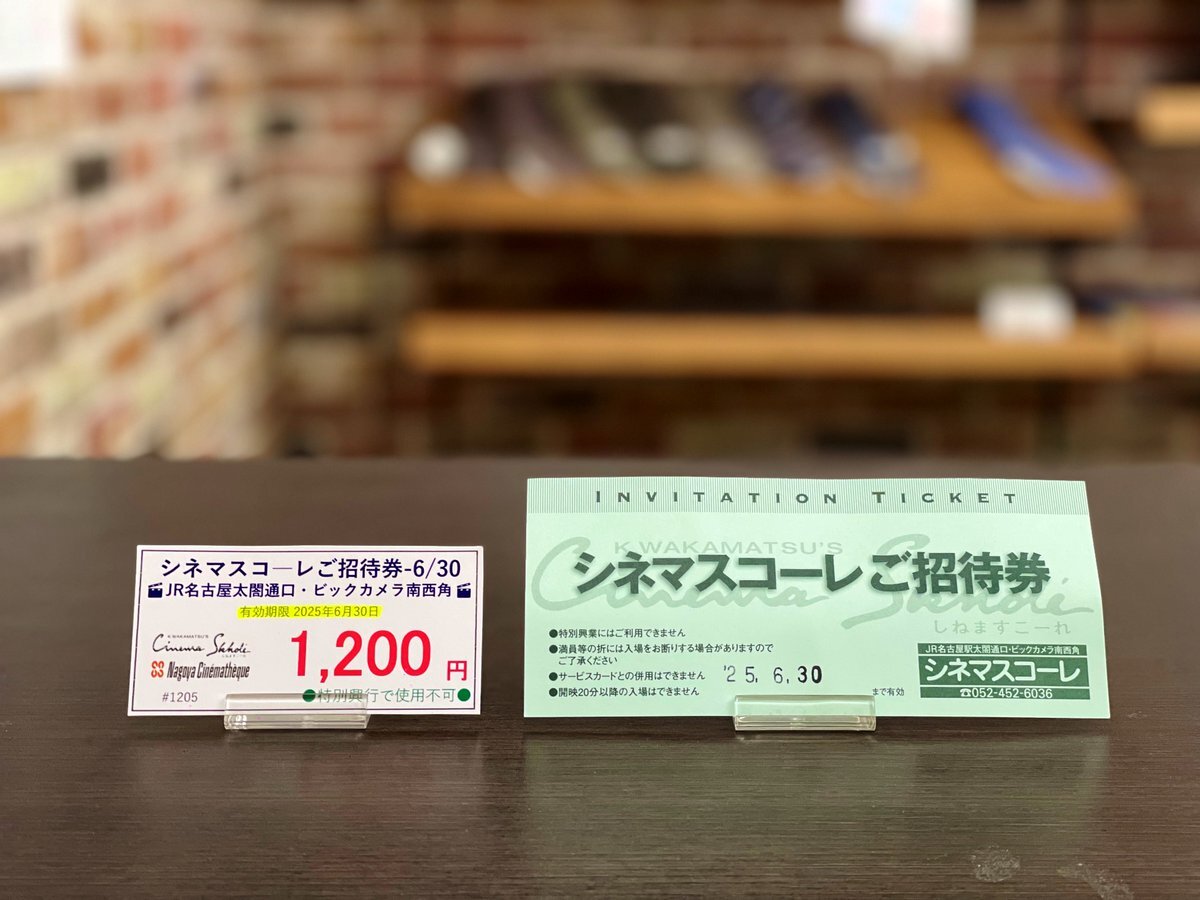 シネマスコーレご招待券-6/30
JR名古屋太閤通口・ビックカメラ南西角
有効期限 2025年6月30日
K.WAKAMATSU'S
Cinema Skhole
Nagoya Cinémathèque
1,200 円
#1205
●特別興行で使用不可●
INVITATION TICKET
K.WAKAMATSU'S
Cinema Skhole
シネマスコーレご招待券
しねますこーれ
●特別興業にはご利用できません
●満員等の折には入場をお断りする場合がありますので
ご了承ください
●サービスカードとの併用はできません
●開映20分以降の入場はできません
'25.6.30
まで有効
JR名古屋駅太閤通口・ビックカメラ南西角
シネマスコーレ
☎052-452-6036